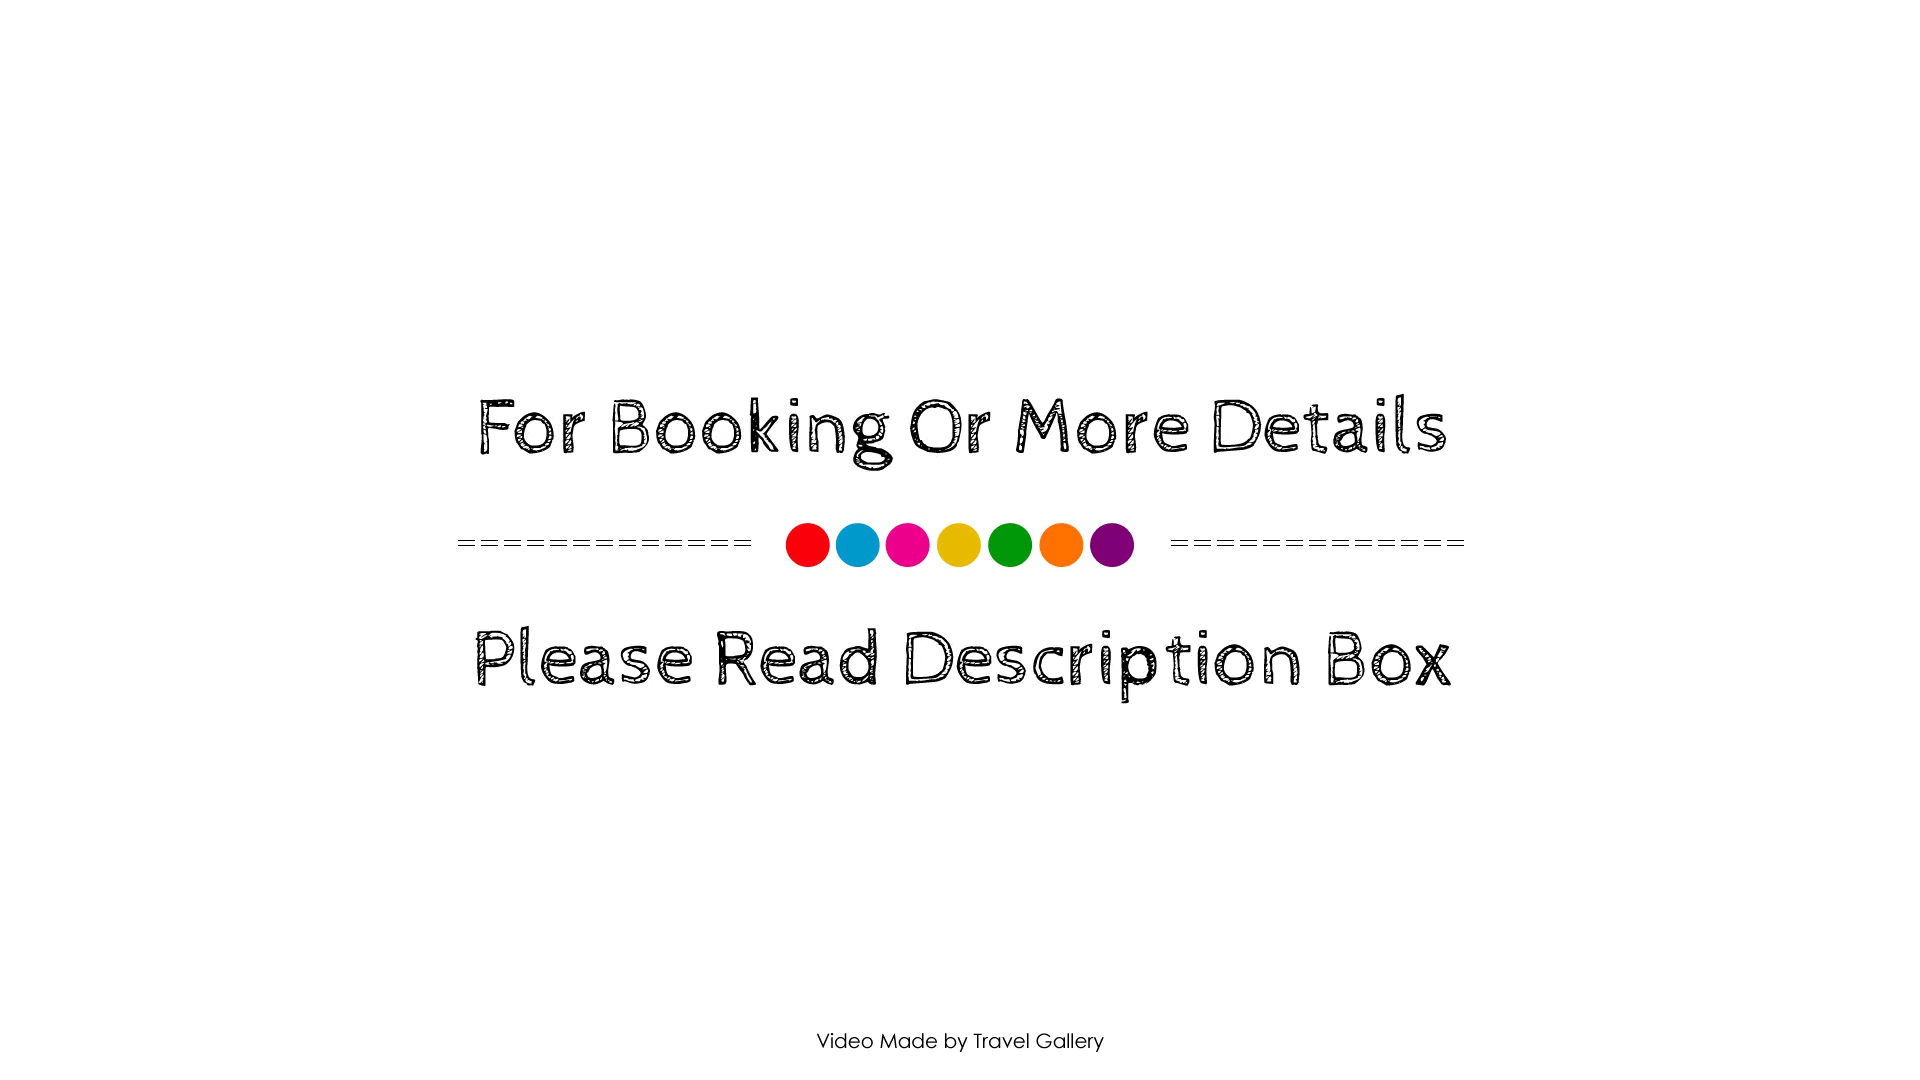 For Booking Or More Details
============= =============
Please Read Description Box
Video Made by Travel Gallery